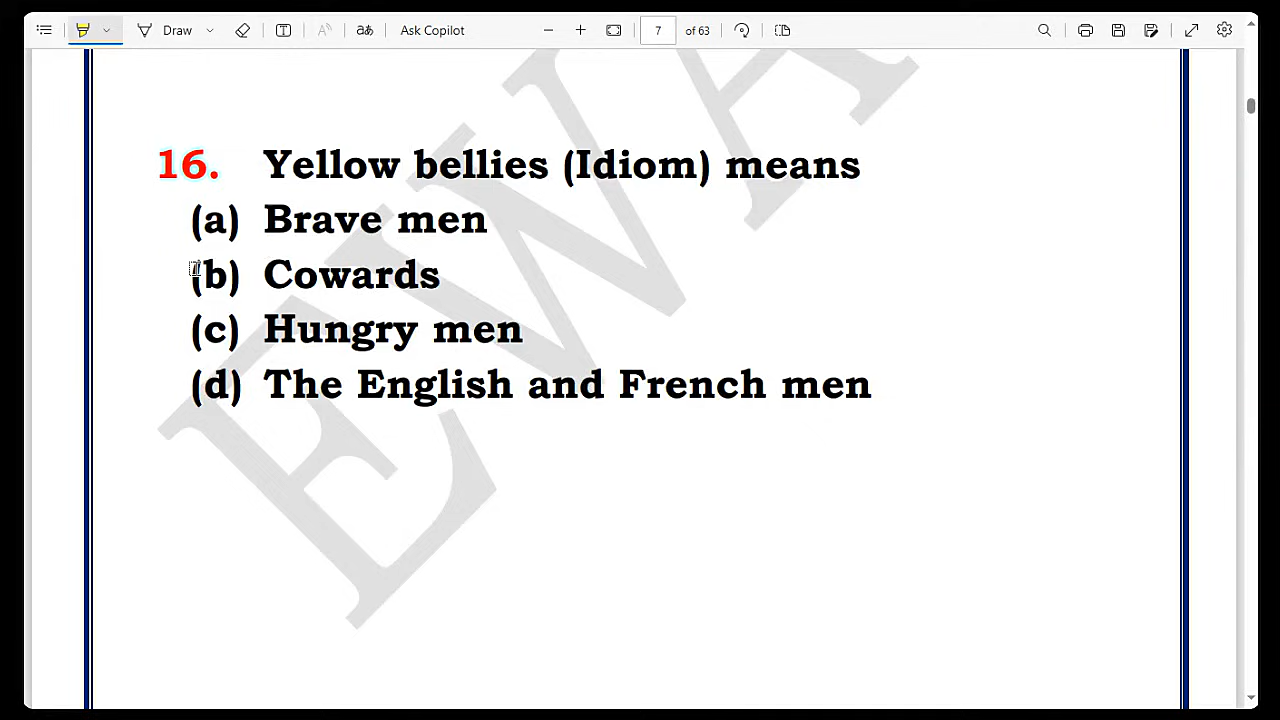 Draw
Ask Copilot
7 of 63
16. Yellow bellies (Idiom) means
(a) Brave men
(b) Cowards
(c) Hungry men
(d) The English and French men
EWA